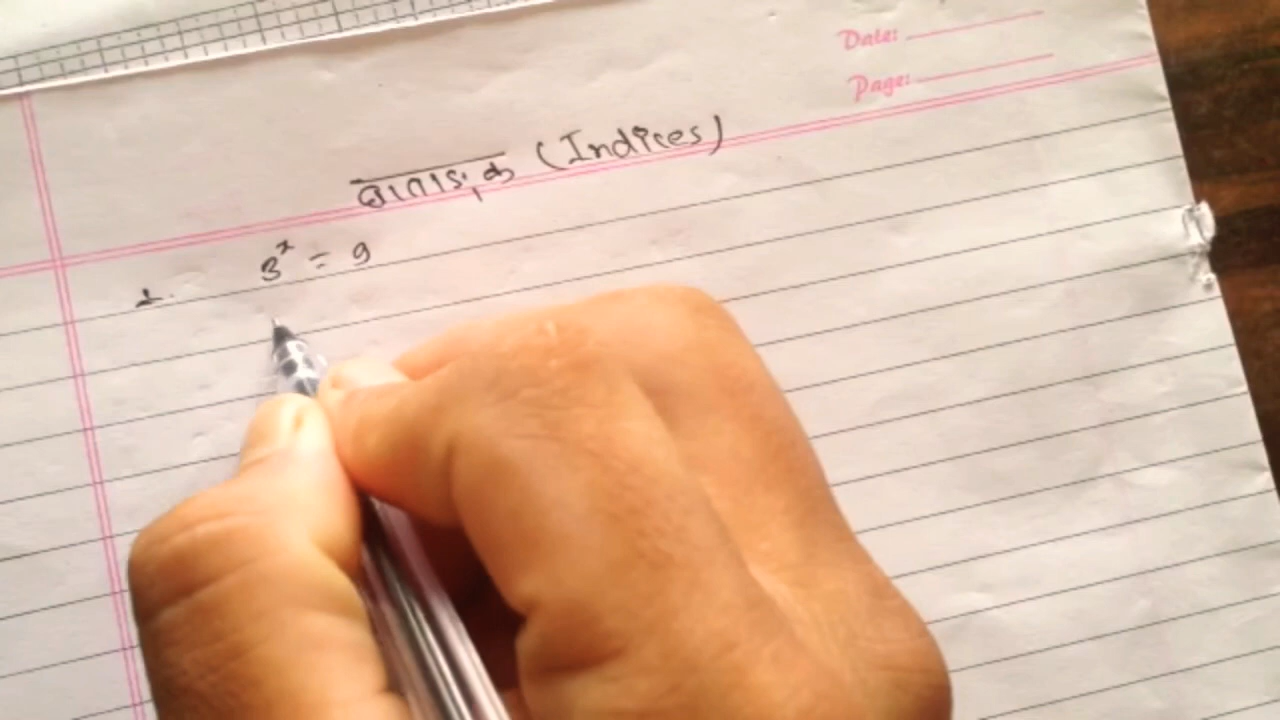 (Indices)
Date:
Page:
1. 3ˣ = 9